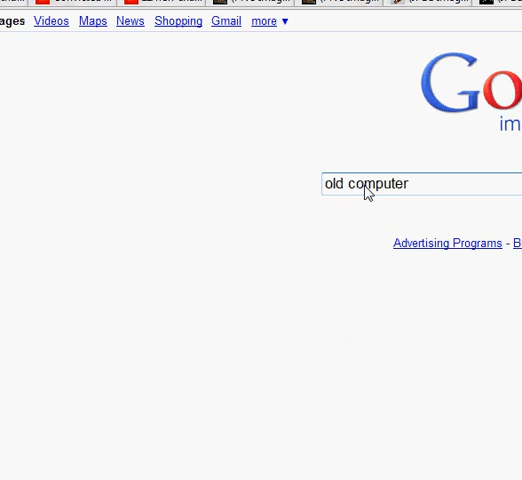 ages Videos Maps News Shopping Gmail more ▼
Go
im
old computer
Advertising Programs - B